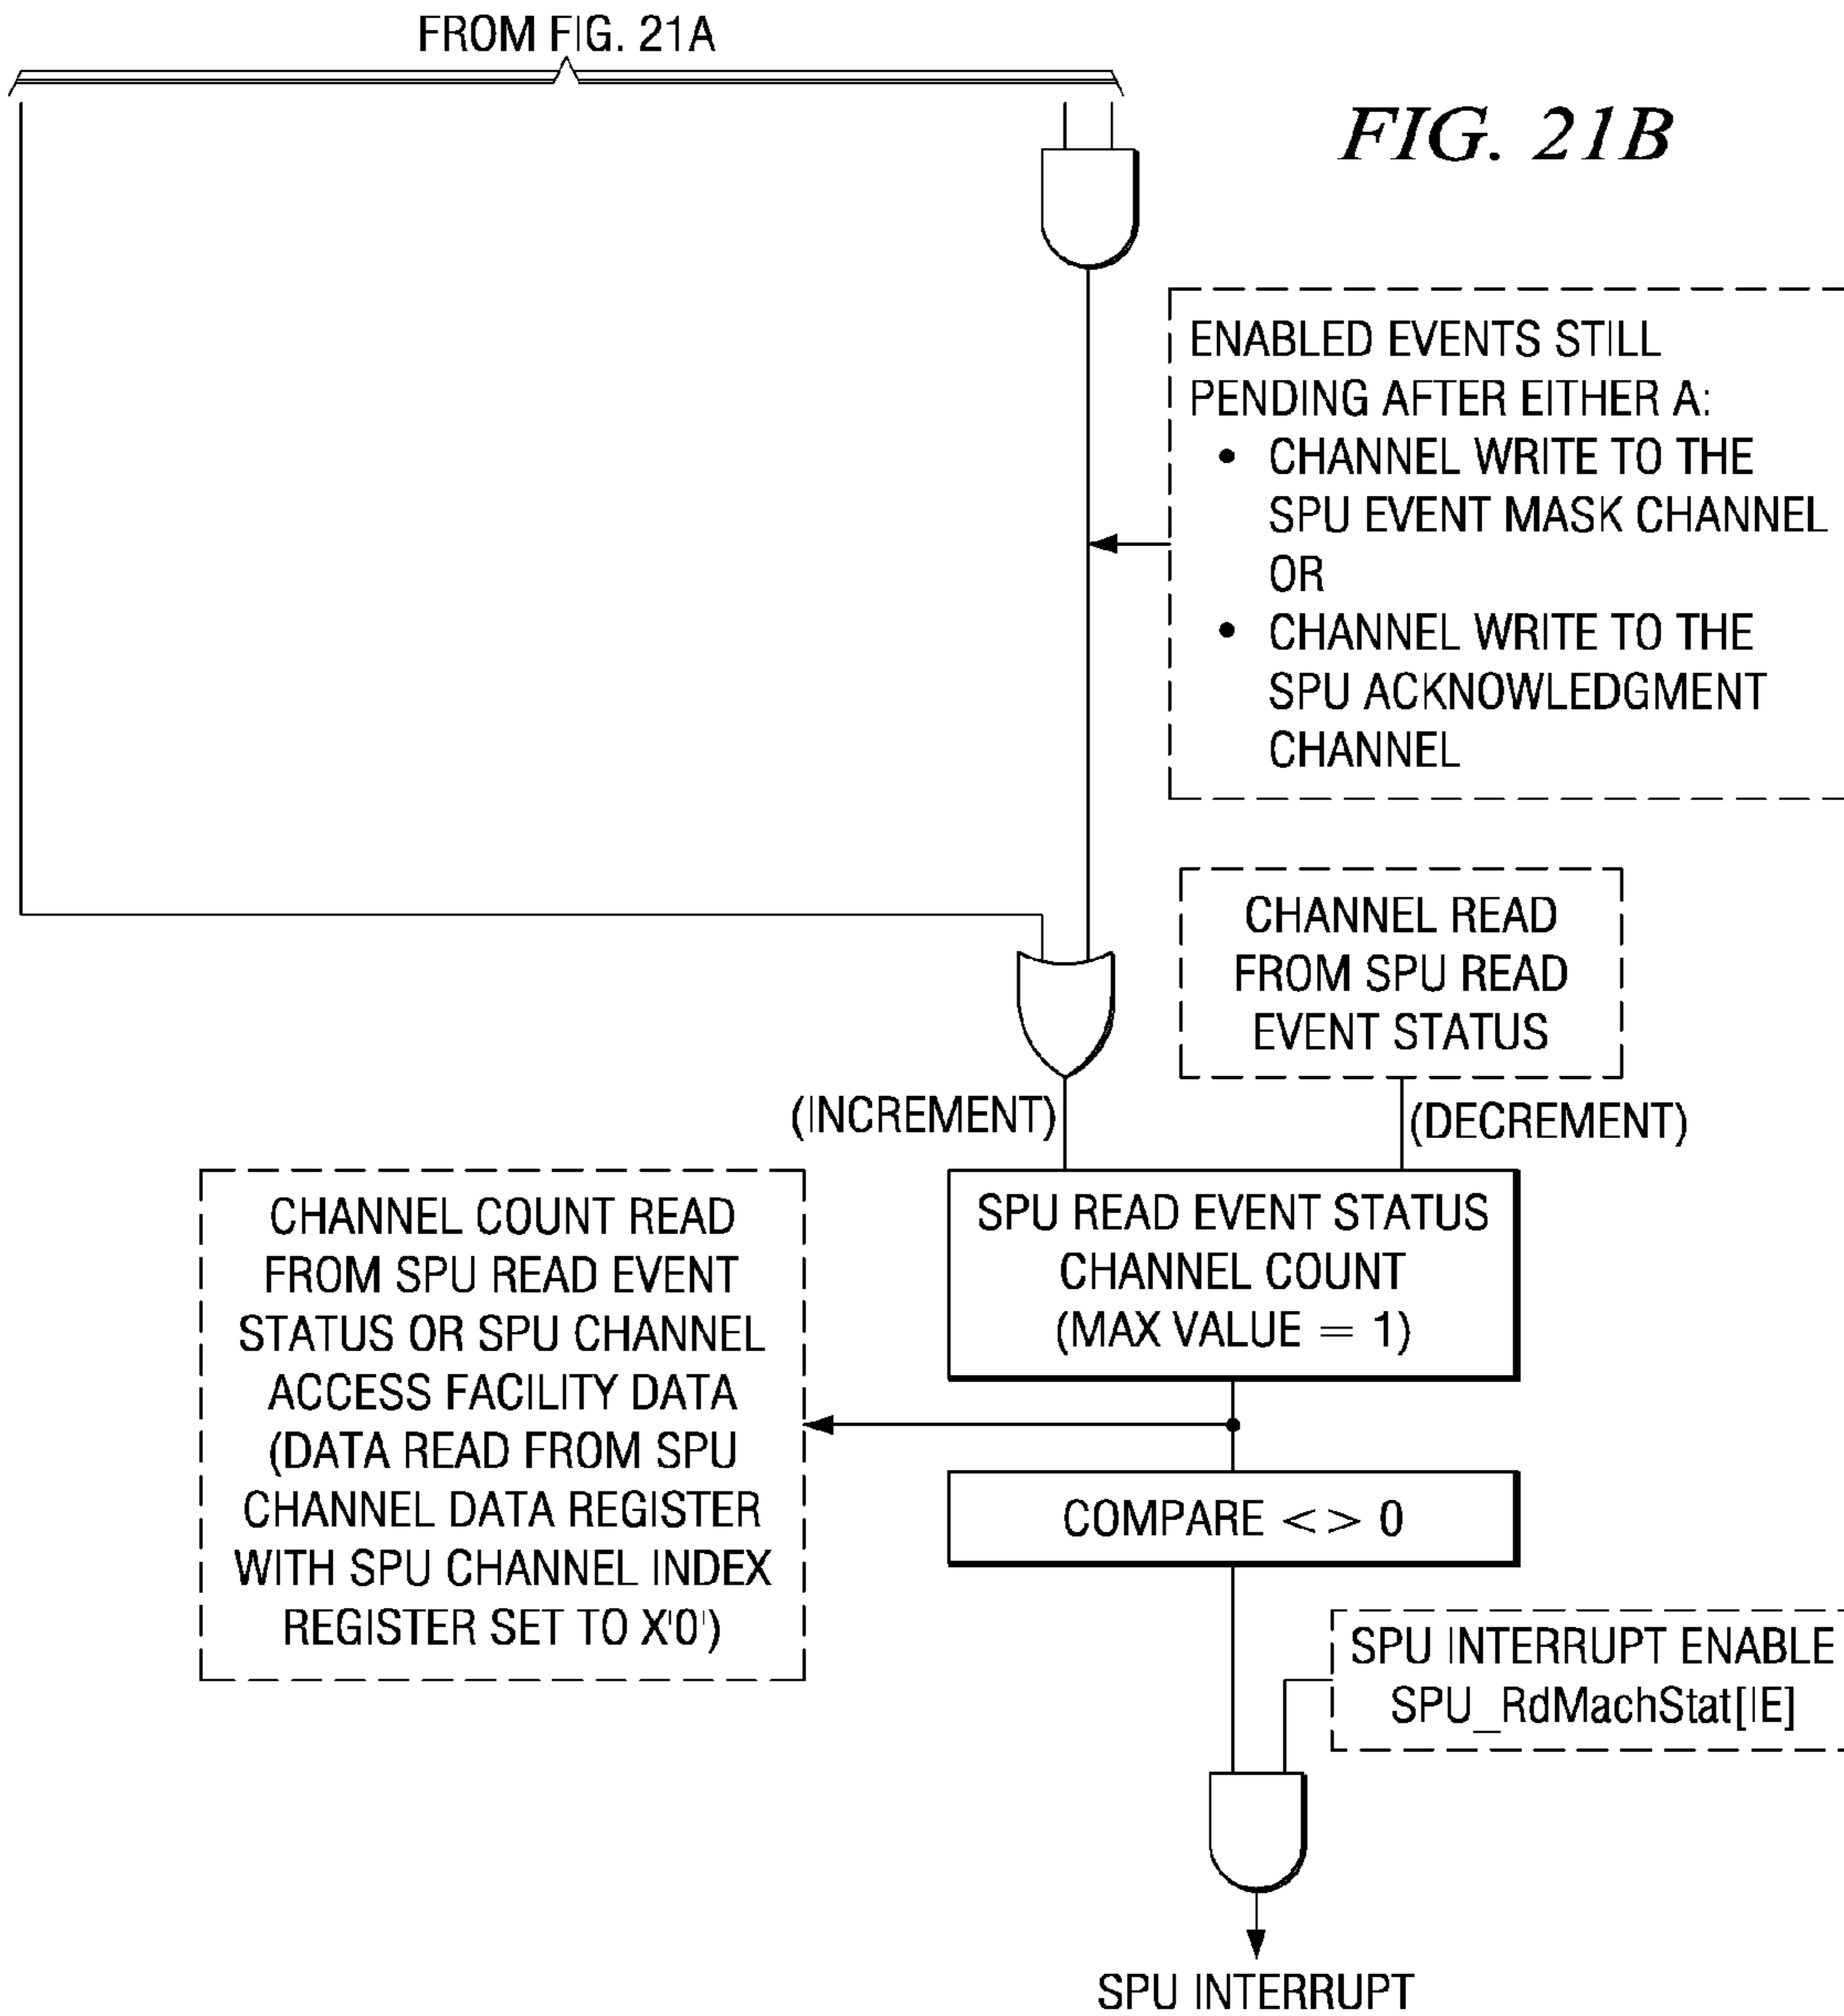 FROM FIG. 21A
FIG. 21B
ENABLED EVENTS STILL
PENDING AFTER EITHER A:
• CHANNEL WRITE TO THE
SPU EVENT MASK CHANNEL
OR
• CHANNEL WRITE TO THE
SPU ACKNOWLEDGMENT
CHANNEL
CHANNEL READ
FROM SPU READ
EVENT STATUS
(INCREMENT)
(DECREMENT)
CHANNEL COUNT READ
FROM SPU READ EVENT
STATUS OR SPU CHANNEL
ACCESS FACILITY DATA
(DATA READ FROM SPU
CHANNEL DATA REGISTER
WITH SPU CHANNEL INDEX
REGISTER SET TO X'0')
SPU READ EVENT STATUS
CHANNEL COUNT
(MAX VALUE = 1)
COMPARE < > 0
SPU INTERRUPT ENABLE
SPU_RdMachStat[IE]
SPU INTERRUPT